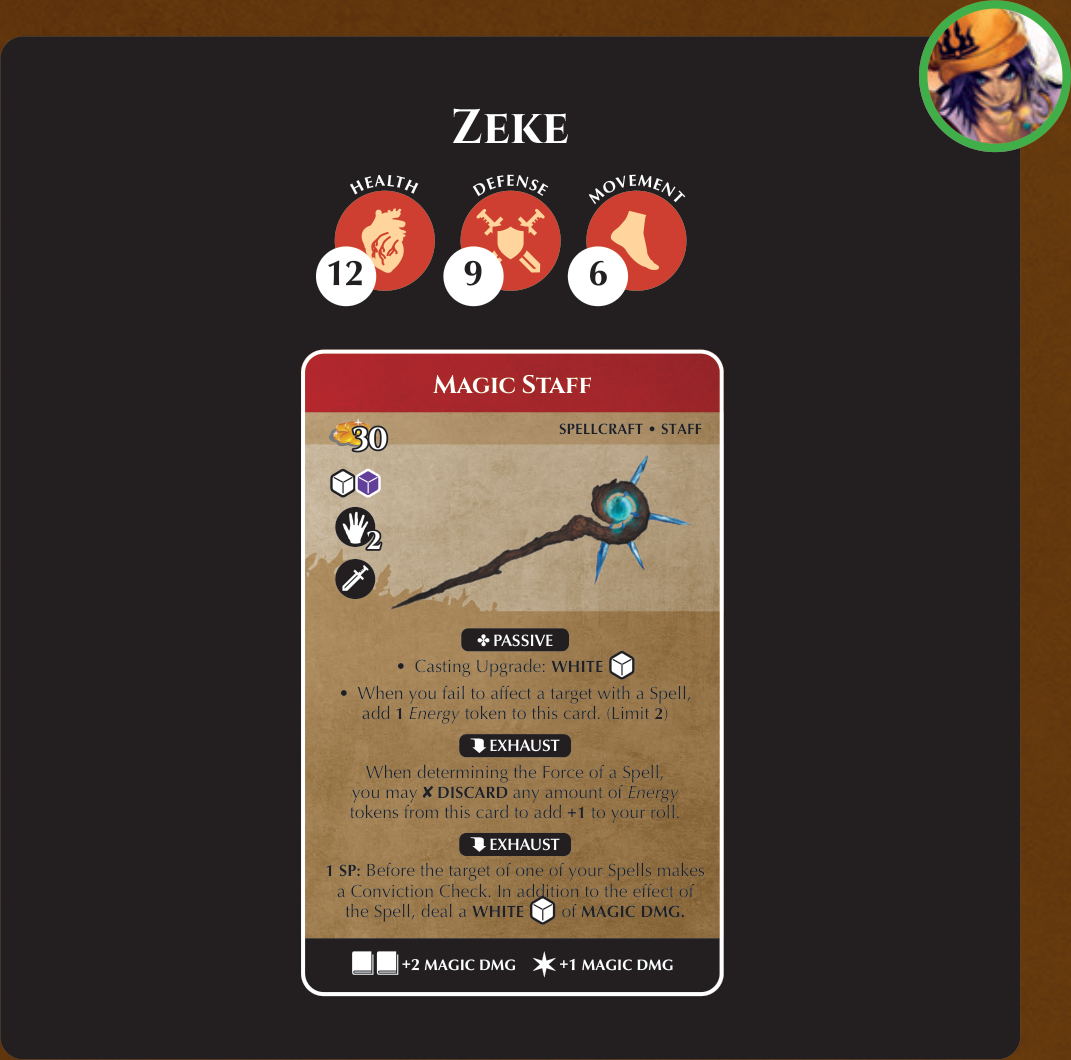 Zeke
HEALTH DEFENSE MOVEMENT
12 9 6
Magic Staff
30 SPELLCRAFT • STAFF
2
✤ PASSIVE
• Casting Upgrade: WHITE
• When you fail to affect a target with a Spell,
add 1 Energy token to this card. (Limit 2)
EXHAUST
When determining the Force of a Spell,
you may ✘ DISCARD any amount of Energy
tokens from this card to add +1 to your roll.
EXHAUST
1 SP: Before the target of one of your Spells makes
a Conviction Check. In addition to the effect of
the Spell, deal a WHITE of MAGIC DMG.
+2 MAGIC DMG +1 MAGIC DMG